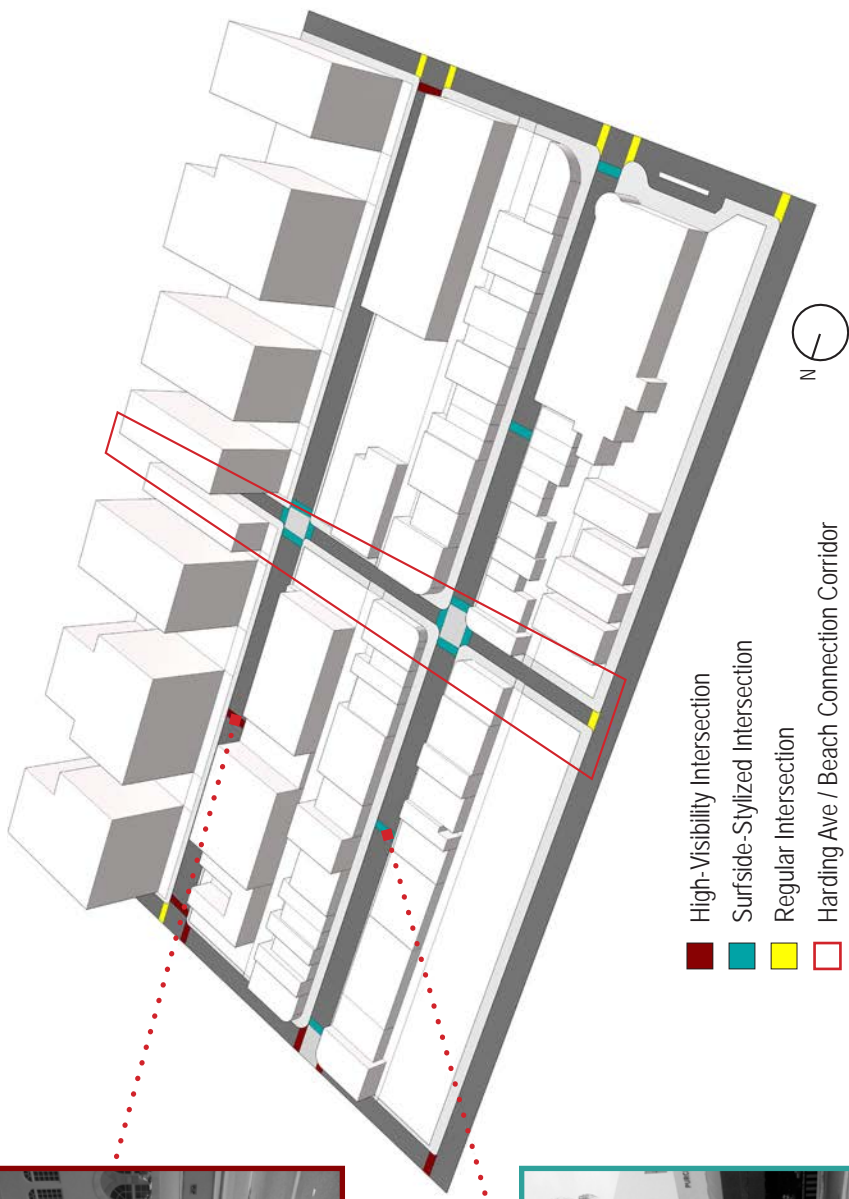 N
High-Visibility Intersection
Surfside-Stylized Intersection
Regular Intersection
Harding Ave / Beach Connection Corridor